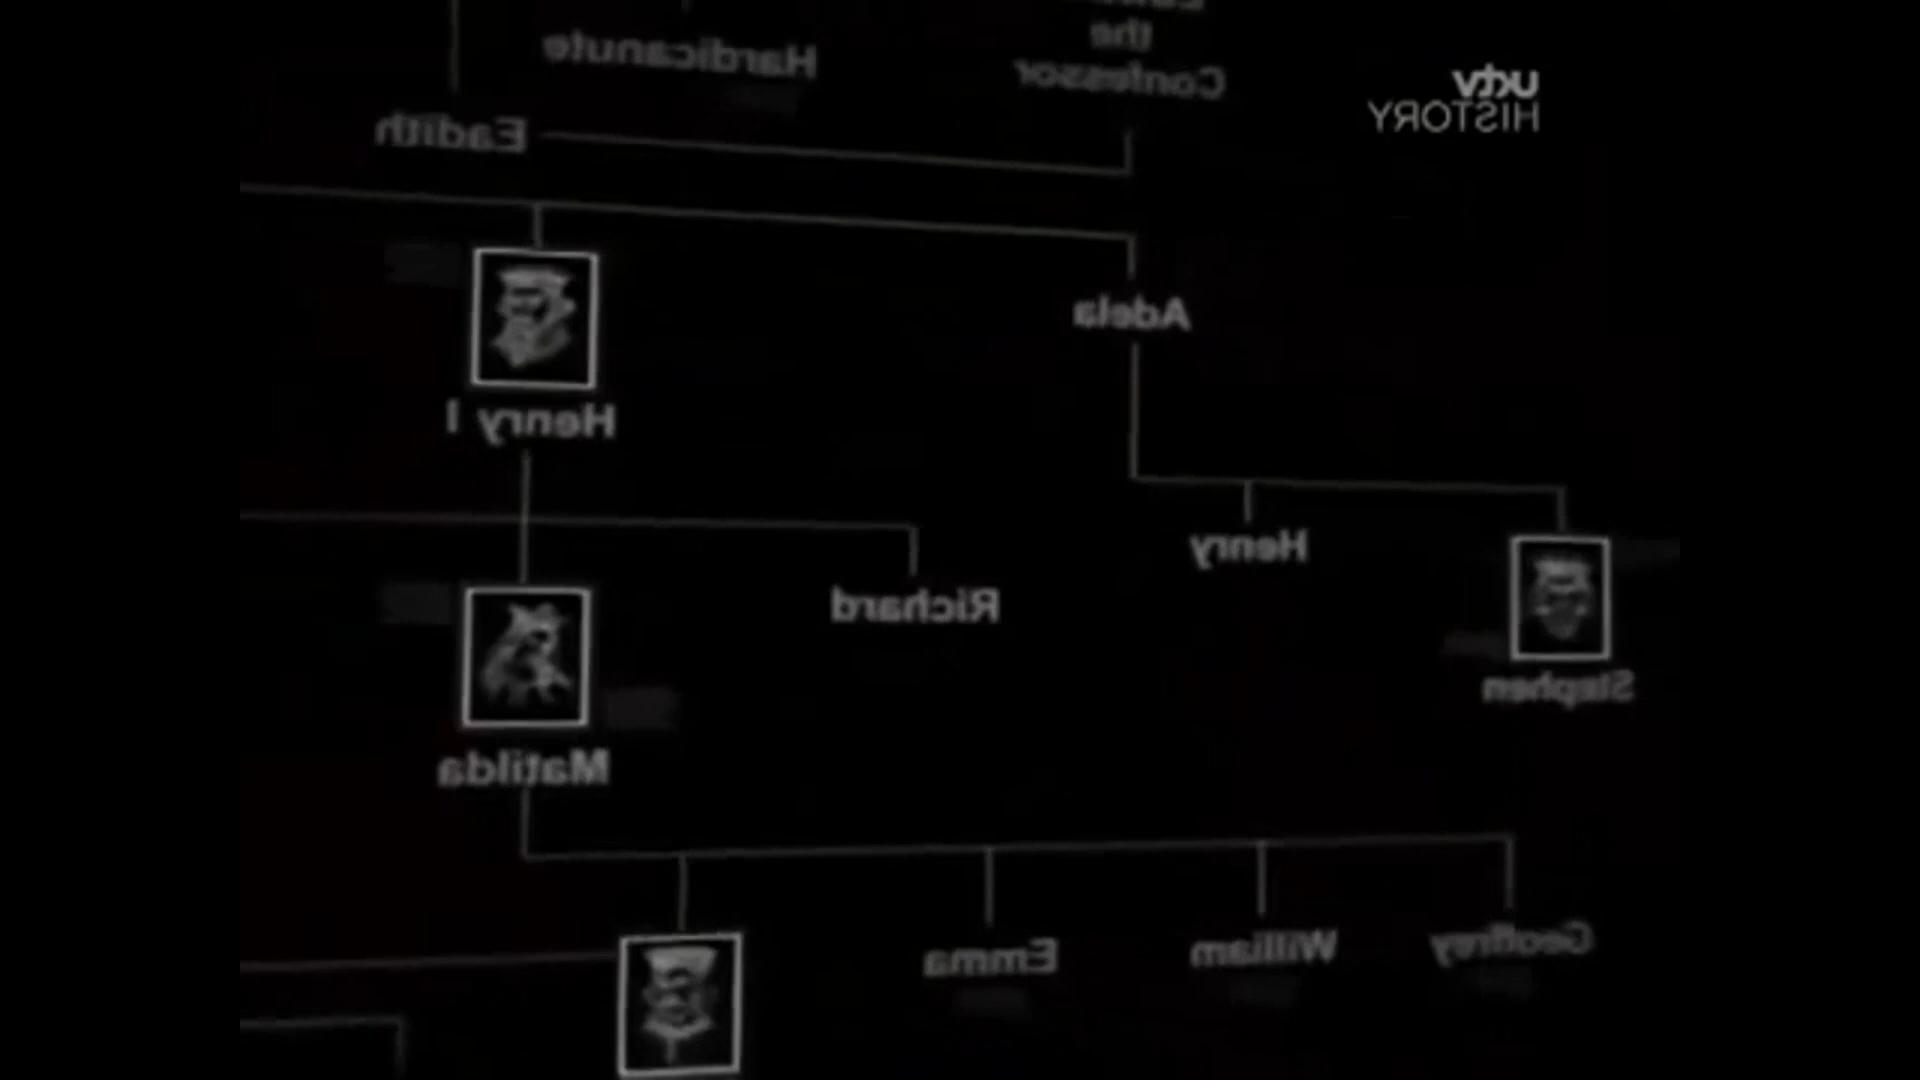 the
Hardicanute
Confessor
uktv
HISTORY
Eadith
Adela
Henry I
Henry
Richard
Stephen
Matilda
Geoffrey
William
Emma